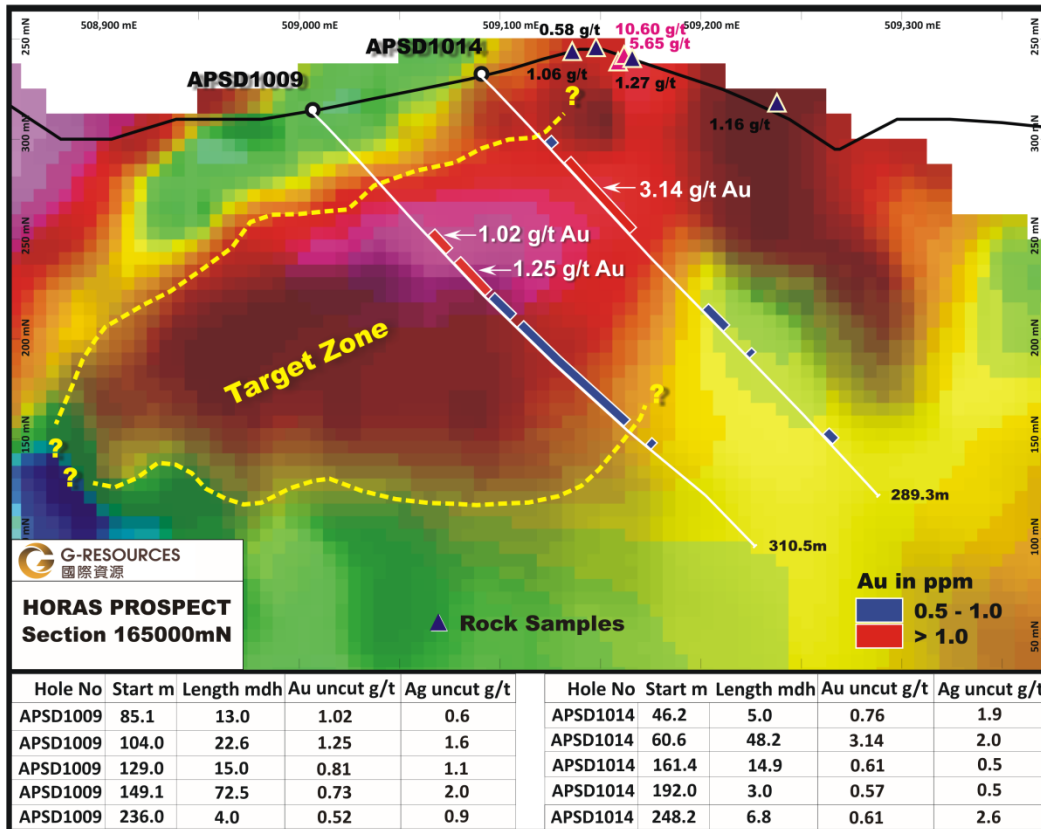 508,900 mE 509,000 mE 509,100 mE 509,200 mE 509,300 mE
250 mN
250 mN
0.58 g/t 10.60 g/t
5.65 g/t
APSD1014
1.06 g/t 1.27 g/t
APSD1009
1.16 g/t
?
300 mN
300 mN
3.14 g/t Au
1.02 g/t Au
250 mN
250 mN
1.25 g/t Au
200 mN
200 mN
Target Zone
?
150 mN
150 mN
?
?
289.3m
310.5m
100 mN
G-RESOURCES
國際資源
HORAS PROSPECT
Section 165000mN
Rock Samples
Au in ppm
0.5 - 1.0
> 1.0
50 mN
Hole No Start m Length mdh Au uncut g/t Ag uncut g/t
APSD1009 85.1 13.0 1.02 0.6
APSD1009 104.0 22.6 1.25 1.6
APSD1009 129.0 15.0 0.81 1.1
APSD1009 149.1 72.5 0.73 2.0
APSD1009 236.0 4.0 0.52 0.9
Hole No Start m Length mdh Au uncut g/t Ag uncut g/t
APSD1014 46.2 5.0 0.76 1.9
APSD1014 60.6 48.2 3.14 2.0
APSD1014 161.4 14.9 0.61 0.5
APSD1014 192.0 3.0 0.57 0.5
APSD1014 248.2 6.8 0.61 2.6